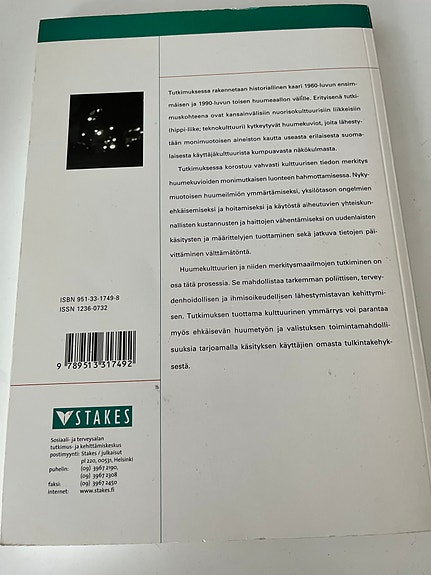 Tutkimuksessa rakennetaan historiallinen kaari 1960-luvun ensim-
mäisen ja 1990-luvun toisen huumeaallon välille. Erityisenä tutki-
muskohteena ovat kansainvälisiin nuorisokulttuurisiin liikkeisiin
(hippi-liike; teknokulttuuri) kytkeytyvät huumekuviot, joita lähesty-
tään monimuotoisen aineiston kautta useasta erilaisesta suoma-
laisesta käyttäjäkulttuurista kumpuavasta näkökulmasta.
Tutkimuksessa korostuu vahvasti kulttuurisen tiedon merkitys
huumekuvioiden monimutkaisen luonteen hahmottamisessa. Nyky-
muotoisen huumeilmiön ymmärtämiseksi, yksilötason ongelmien
ehkäisemiseksi ja hoitamiseksi ja käytöstä aiheutuvien yhteiskun-
nallisten kustannusten ja haittojen vähentämiseksi on uudenlaisten
käsitysten ja määrittelyjen tuottaminen sekä jatkuva tietojen päi-
vittäminen välttämätöntä.
Huumekulttuurien ja niiden merkitysmaailmojen tutkiminen on
osa tätä prosessia. Se mahdollistaa tarkemman poliittisen, tervey-
denhoidollisen ja ihmisoikeudellisen lähestymistavan kehittymi-
sen. Tutkimuksen tuottama kulttuurinen ymmärrys voi parantaa
myös ehkäisevän huumetyön ja valistuksen toimintamahdolli-
suuksia tarjoamalla käsityksen käyttäjien omasta tulkintakehyk-
sestä.
ISBN 951-33-1749-8
ISSN 1236-0732
9 789513 317492
STAKES
Sosiaali- ja terveysalan
tutkimus- ja kehittämiskeskus
postimyynti: Stakes / julkaisut
pl 220, 00531, Helsinki
puhelin: (09) 3967 2190,
(09) 3967 2308
faksi: (09) 3967 2450
internet: www.stakes.fi